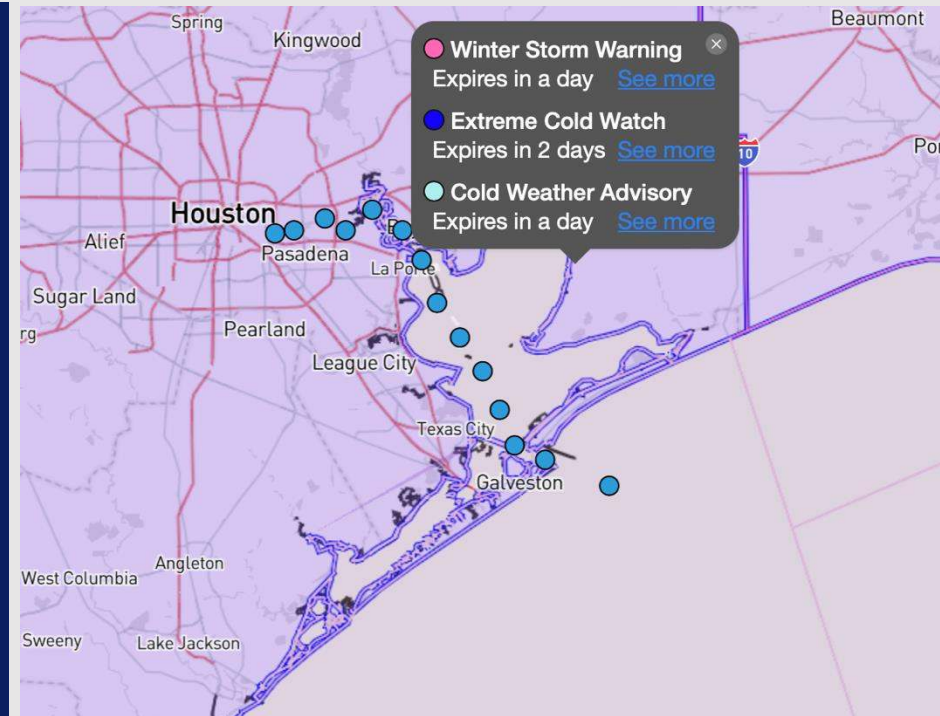 Spring
Kingwood
Beaumont
Winter Storm Warning
Expires in a day See more
Extreme Cold Watch
Expires in 2 days See more
Cold Weather Advisory
Expires in a day See more
10
Por
Houston
Alief
Pasadena
La Porte
Sugar Land
rg
Pearland
League City
Texas City
Galveston
Angleton
West Columbia
Sweeny
Lake Jackson